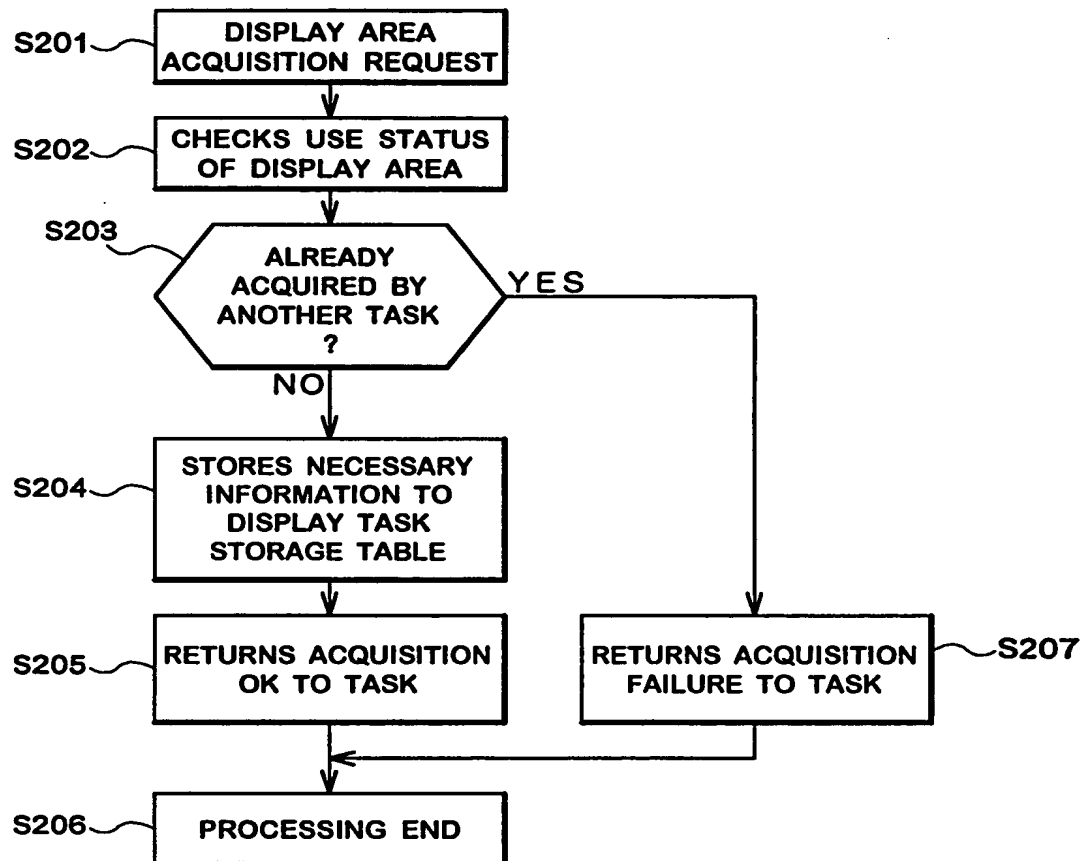 S201
DISPLAY AREA
ACQUISITION REQUEST
S202
CHECKS USE STATUS
OF DISPLAY AREA
S203
ALREADY
ACQUIRED BY
ANOTHER TASK
?
YES
NO
S204
STORES NECESSARY
INFORMATION TO
DISPLAY TASK
STORAGE TABLE
S205
RETURNS ACQUISITION
OK TO TASK
RETURNS ACQUISITION
FAILURE TO TASK
S207
S206
PROCESSING END